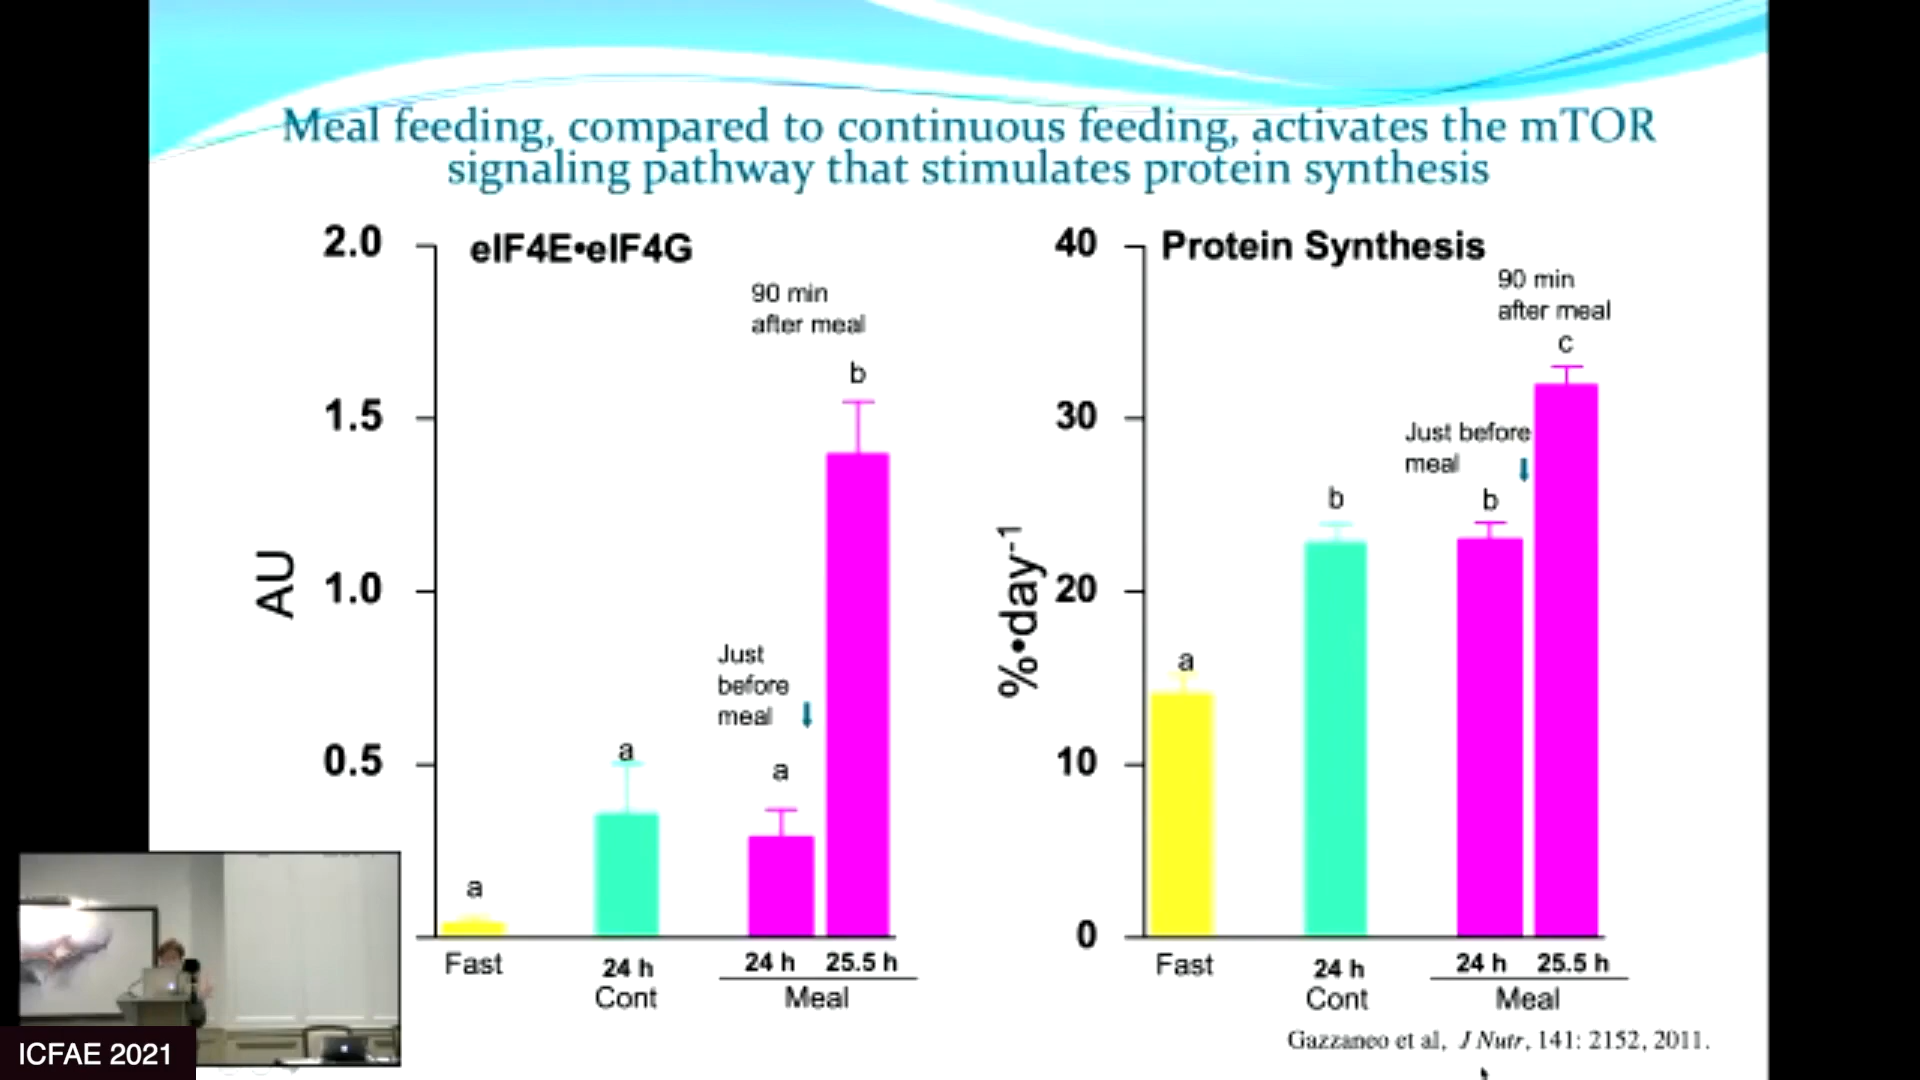 Meal feeding, compared to continuous feeding, activates the mTOR
signaling pathway that stimulates protein synthesis
eIF4E•eIF4G
2.0
1.5
1.0
0.5
AU
90 min
after meal
b
Just
before
meal
a
a
a
Fast
24 h
Cont
24 h
25.5 h
Meal
Protein Synthesis
40
30
20
10
0
%•day-1
90 min
after meal
c
Just before
meal
b
b
a
Fast
24 h
Cont
24 h
25.5 h
Meal
Gazzaneo et al, J Nutr, 141: 2152, 2011.
ICFAE 2021